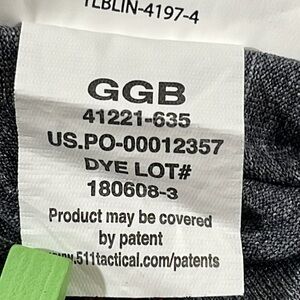 TLBLIN-4197-4
GGB
41221-635
US.PO-00012357
DYE LOT#
180608-3
Product may be covered
by patent
www.511tactical.com/patents